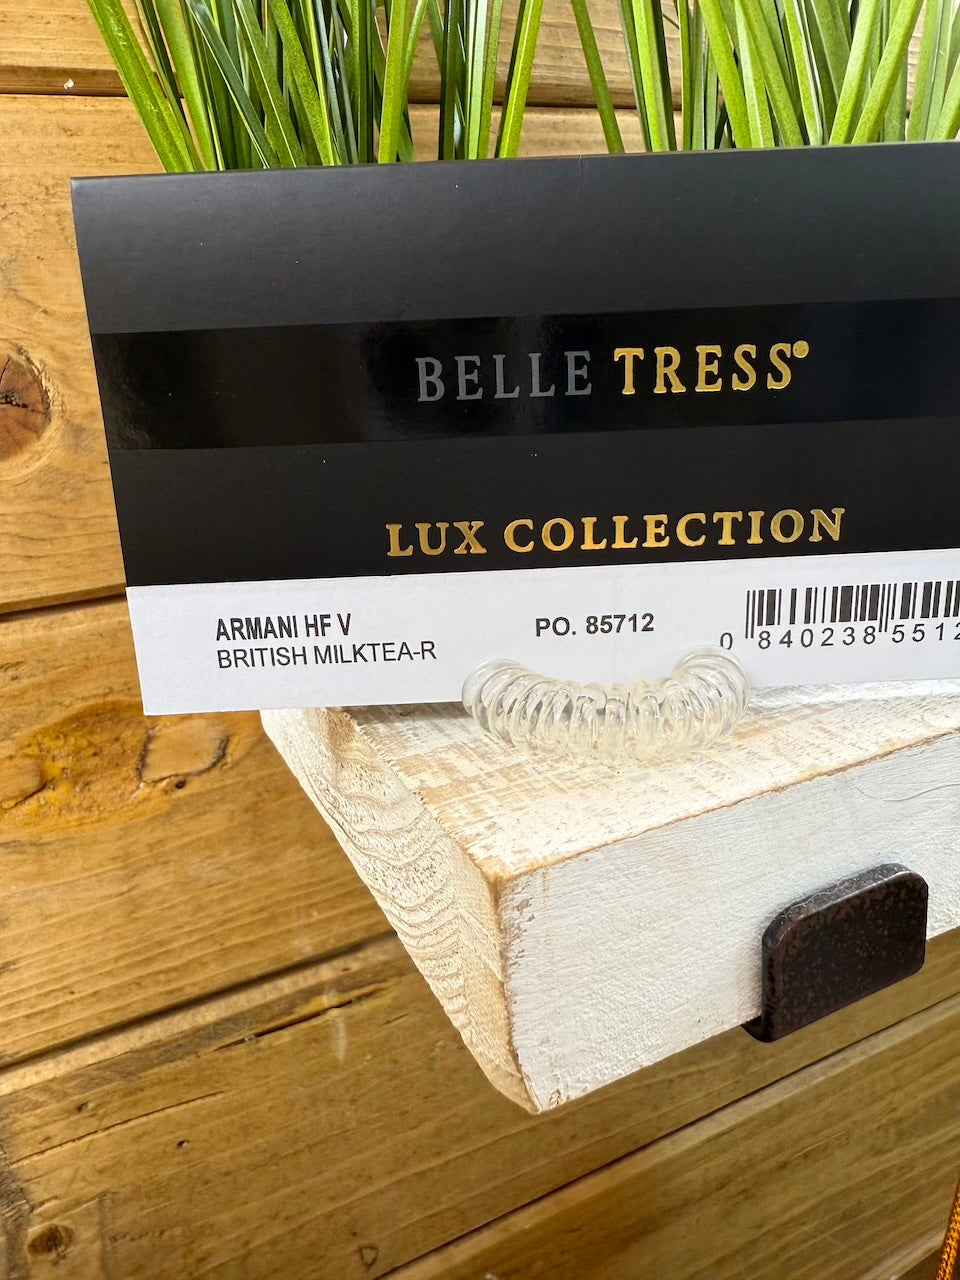 BELLE TRESS®
LUX COLLECTION
ARMANI HF V
BRITISH MILKTEA-R
PO. 85712
0 840238 5512